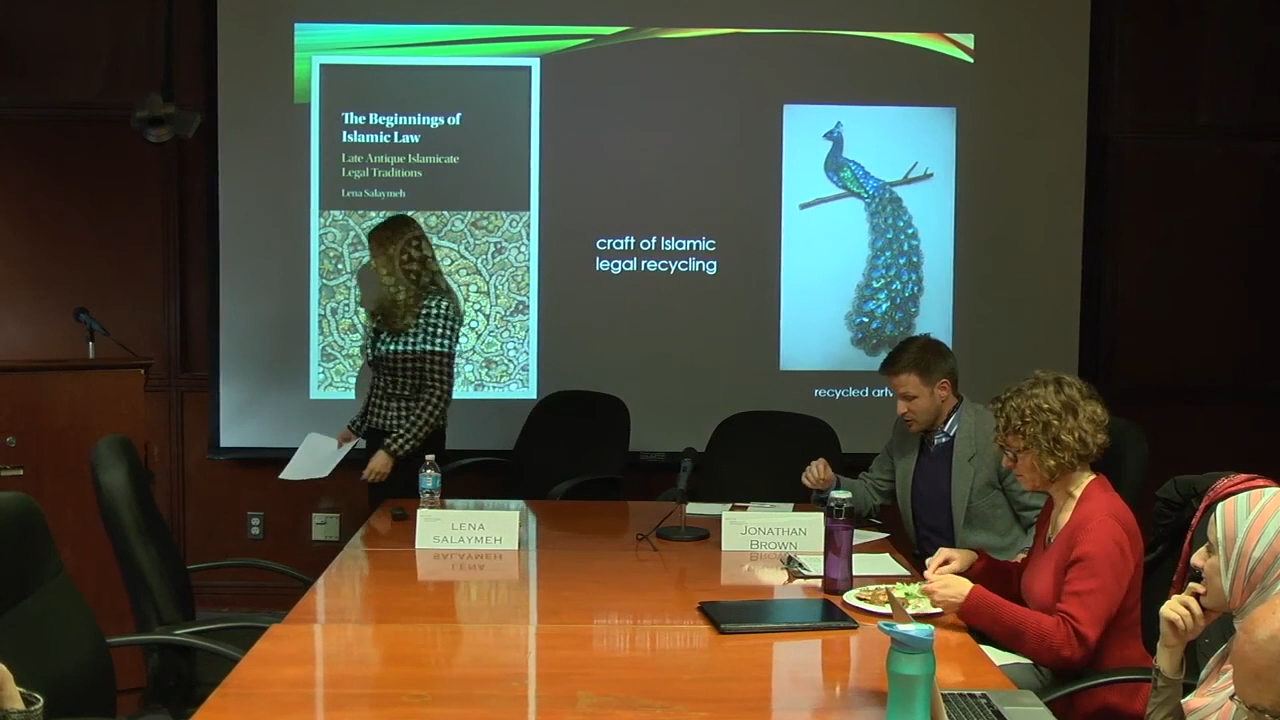 The Beginnings of
Islamic Law
Late Antique Islamicate
Legal Traditions
Lena Salaymeh
craft of Islamic
legal recycling
recycled
LENA
SALAYMEH
JONATHAN
BROWN